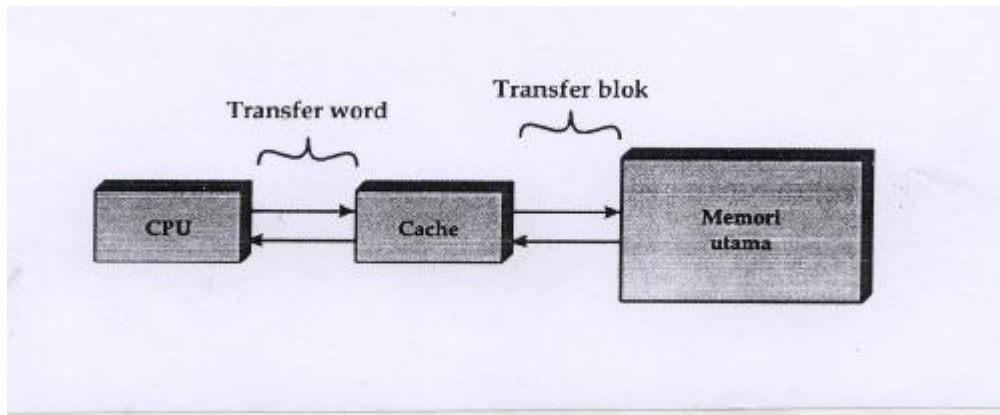 Transfer word
Transfer blok
CPU
Cache
Memori
utama